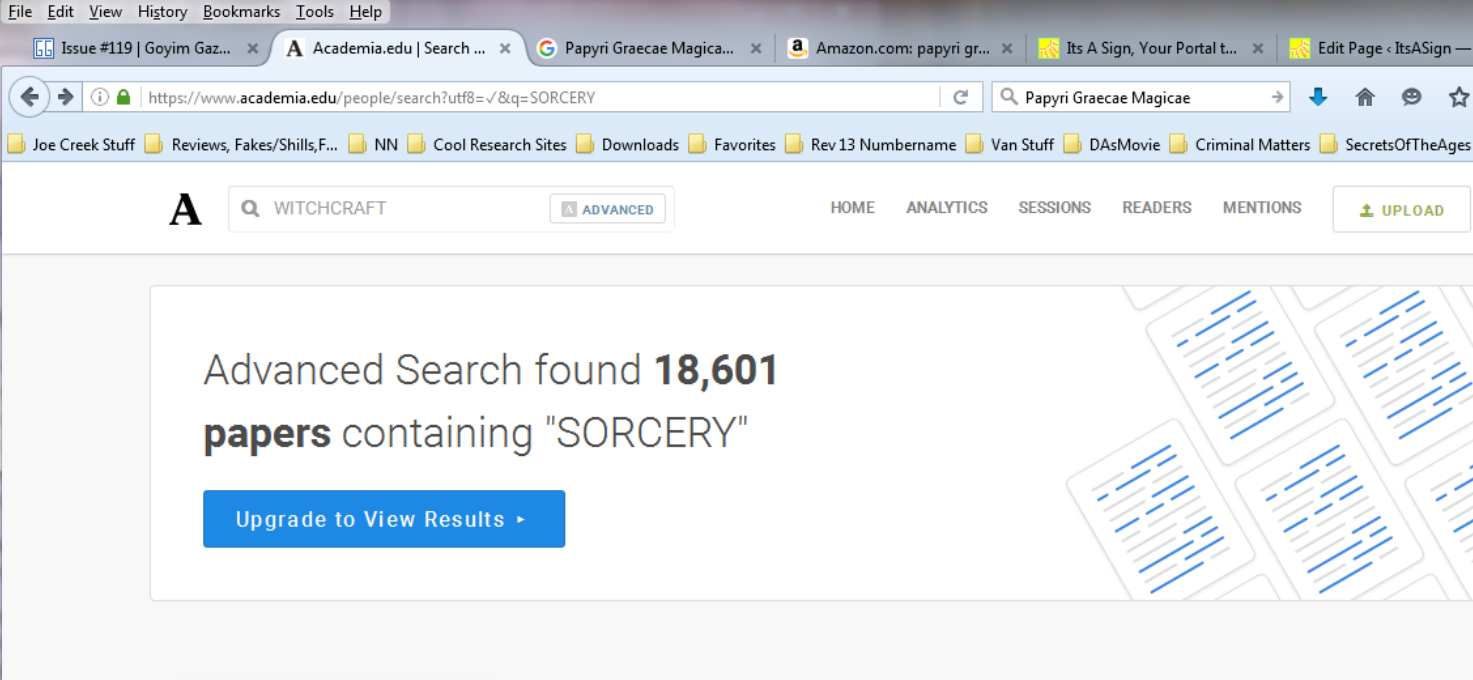 File Edit View History Bookmarks Tools Help
GG Issue #119 | Goyim Gaz... × A Academia.edu | Search ... × G Papyri Graecae Magica... × a Amazon.com: papyri gr... × Its A Sign, Your Portal t... × Edit Page ‹ ItsASign —
https://www.academia.edu/people/search?utf8=✓&q=SORCERY Papyri Graecae Magicae
Joe Creek Stuff Reviews, Fakes/Shills,F... NN Cool Research Sites Downloads Favorites Rev 13 Numbername Van Stuff DAsMovie Criminal Matters SecretsOfTheAges
A WITCHCRAFT A ADVANCED HOME ANALYTICS SESSIONS READERS MENTIONS UPLOAD
Advanced Search found 18,601
papers containing "SORCERY"
Upgrade to View Results ▸